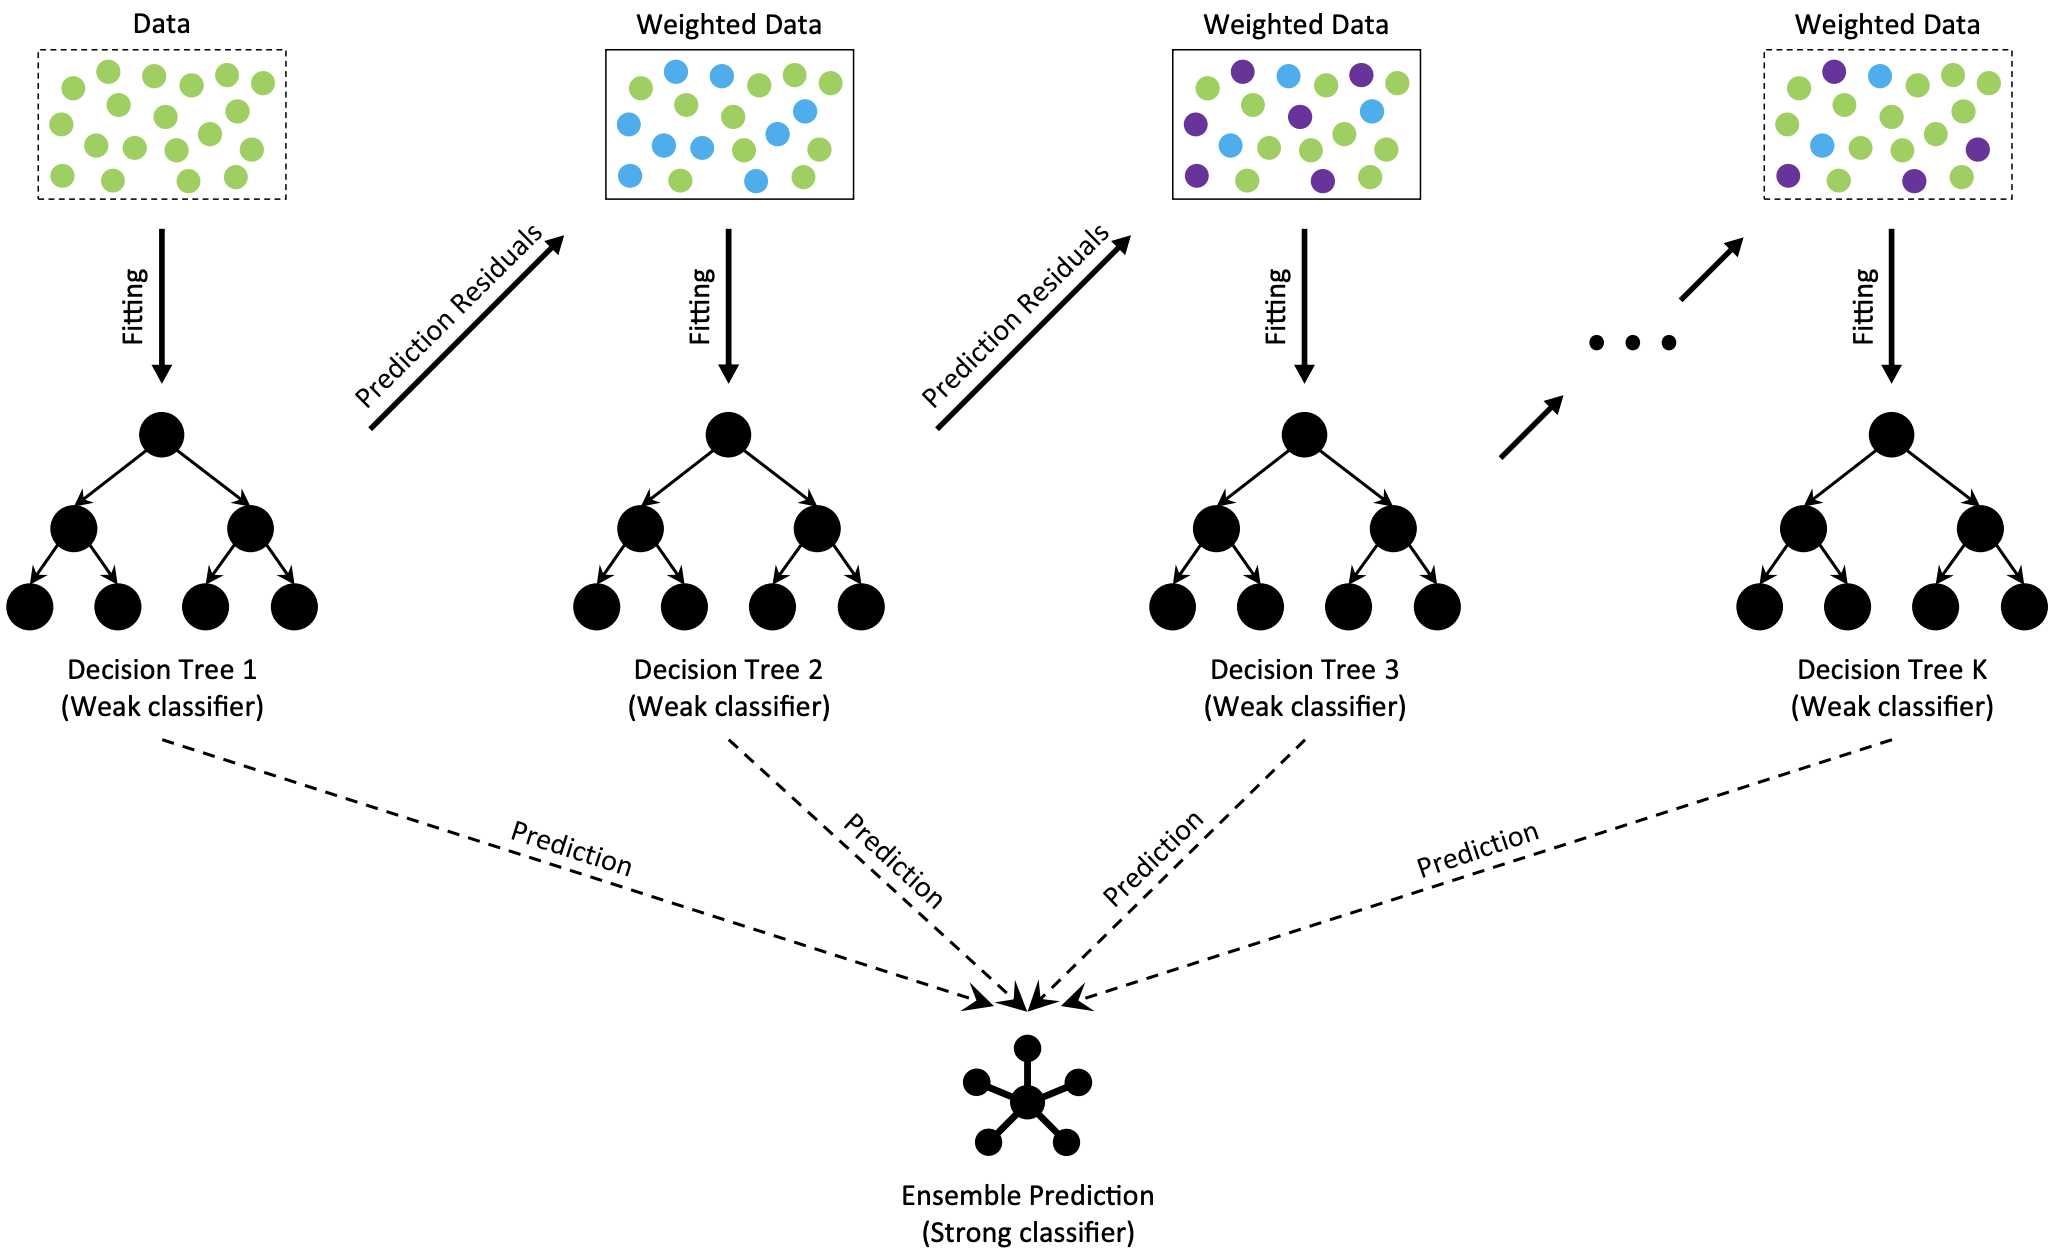 Data
Weighted Data
Weighted Data
Weighted Data
Fitting
Prediction Residuals
Fitting
Prediction Residuals
Fitting
Fitting
Decision Tree 1
(Weak classifier)
Decision Tree 2
(Weak classifier)
Decision Tree 3
(Weak classifier)
Decision Tree K
(Weak classifier)
Prediction
Prediction
Prediction
Prediction
Ensemble Prediction
(Strong classifier)